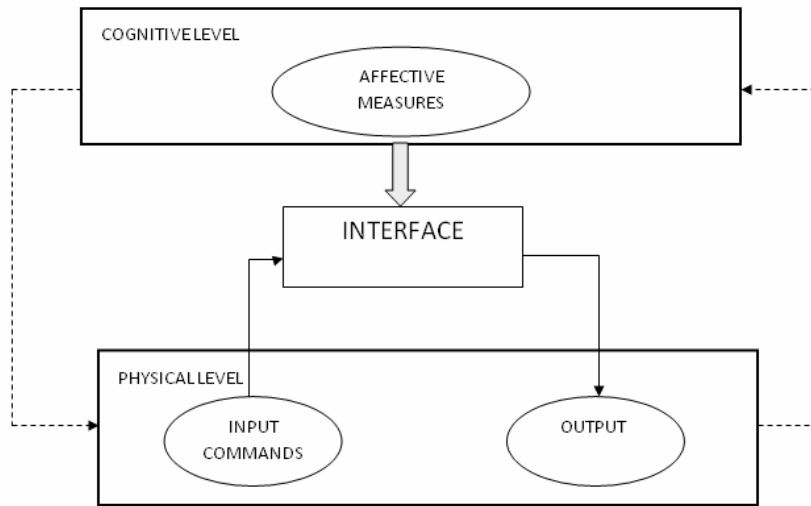 COGNITIVE LEVEL
AFFECTIVE
MEASURES
INTERFACE
PHYSICAL LEVEL
INPUT
COMMANDS
OUTPUT